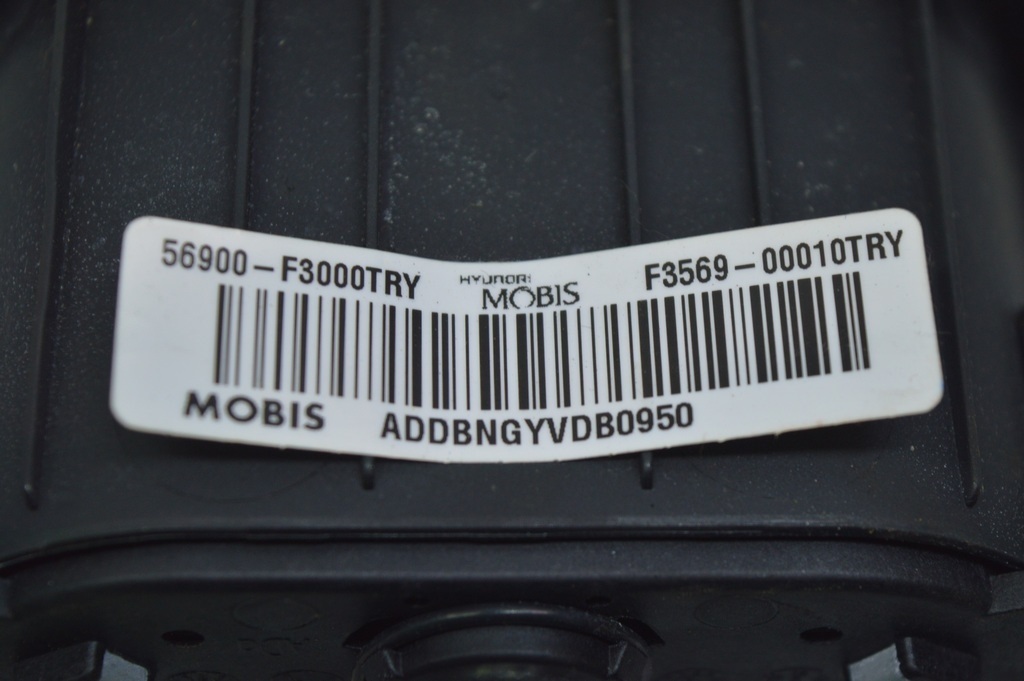 56900-F3000TRY
HYUNDAI
MOBIS
F3569-00010TRY
MOBIS
ADDBNGYVDB0950